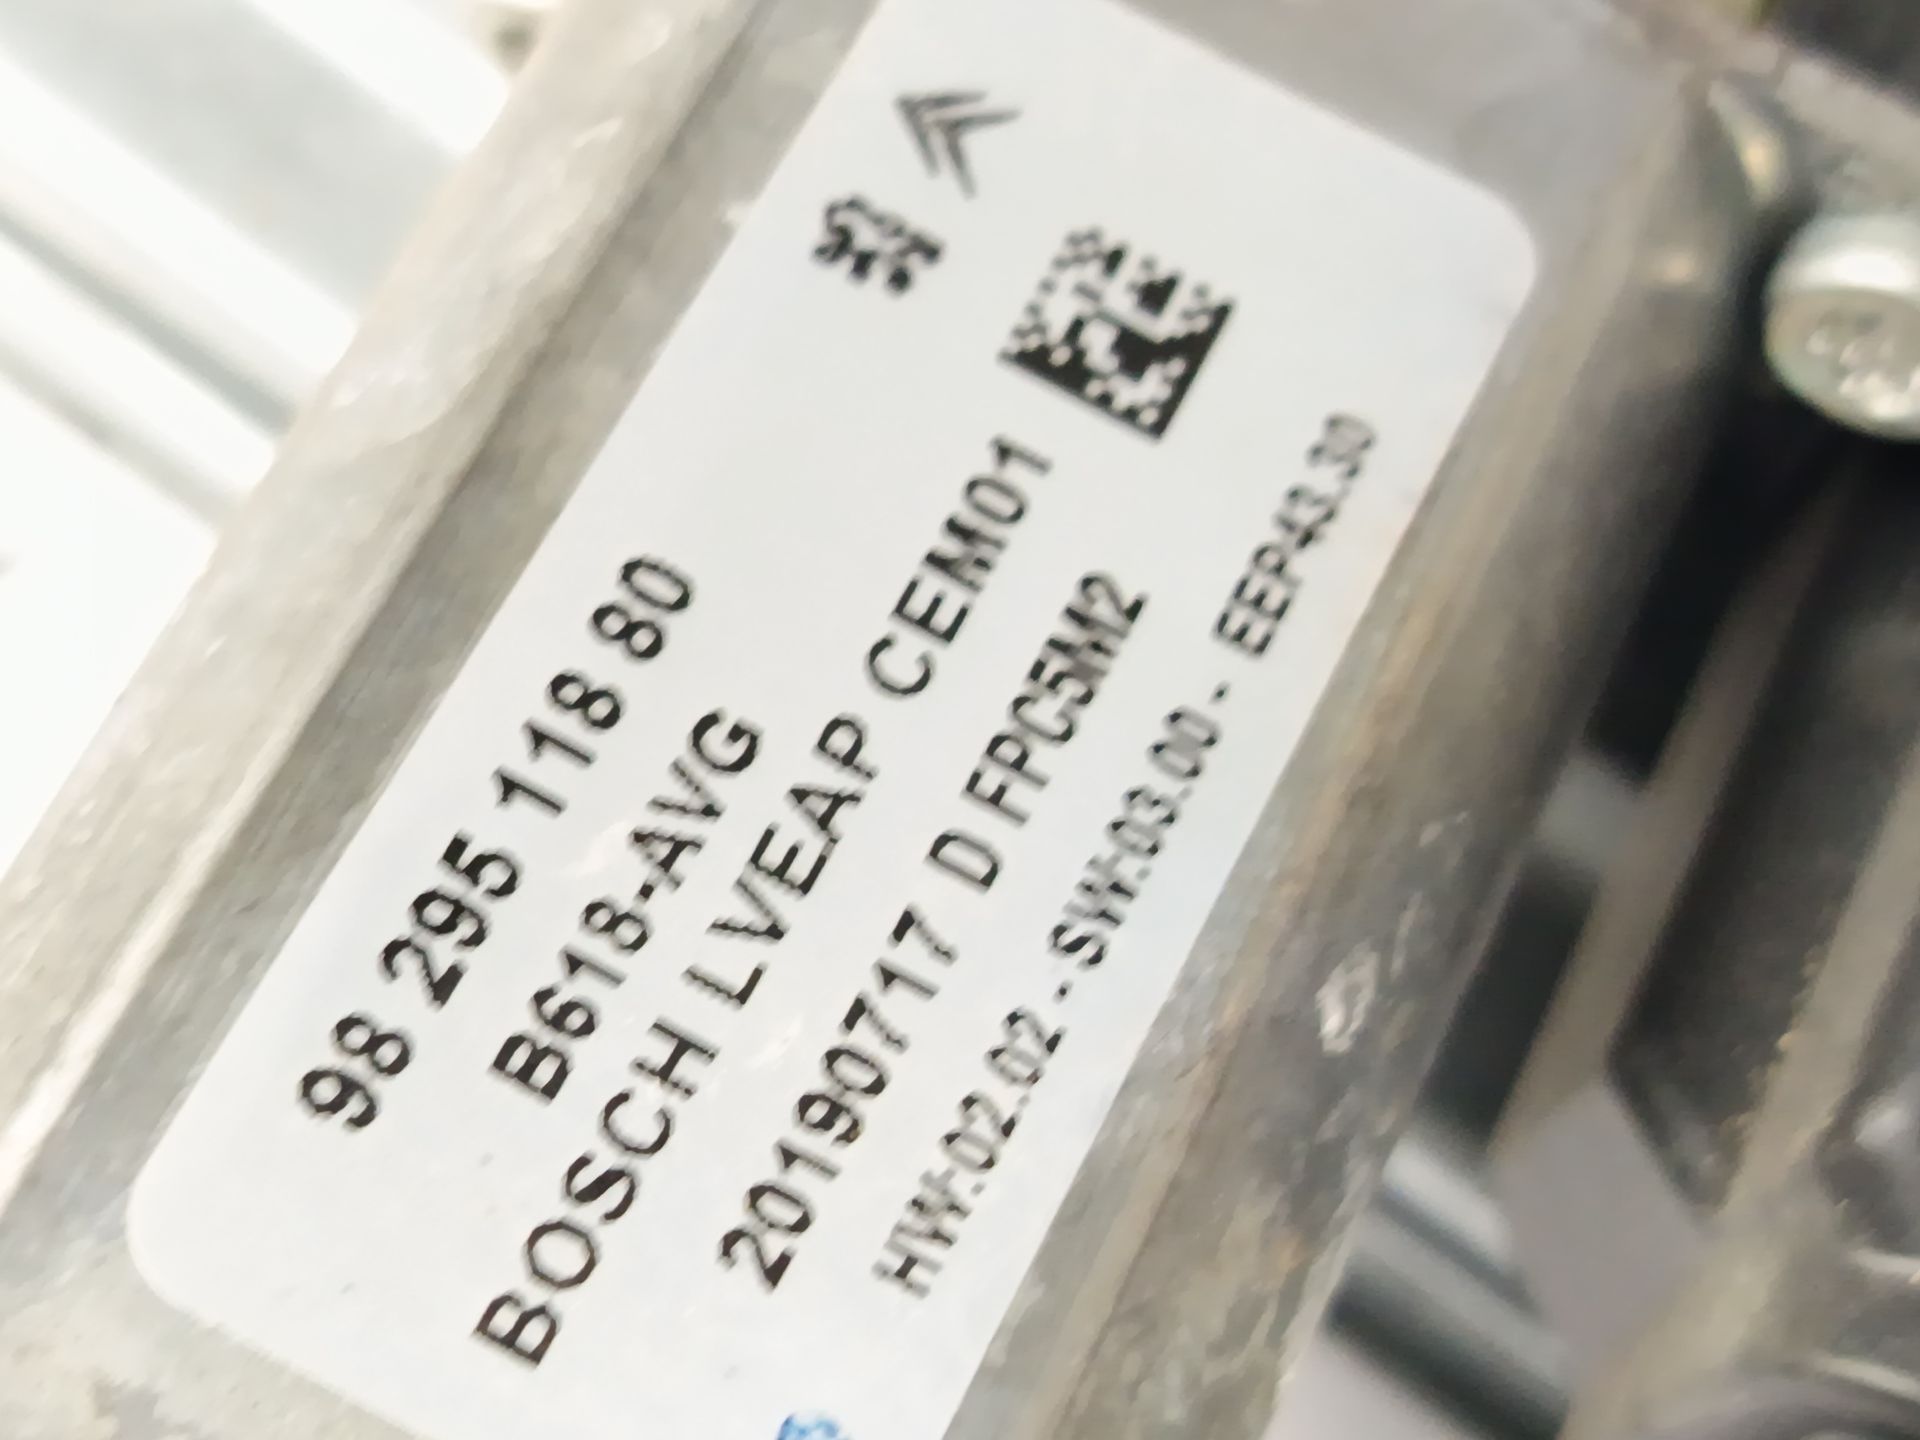 98 295 118 80
B618-AVG
BOSCH LVEAP CEM01
20190717 D FPC5M2
HW:02.02 - SW:03.00 - EEP43.30